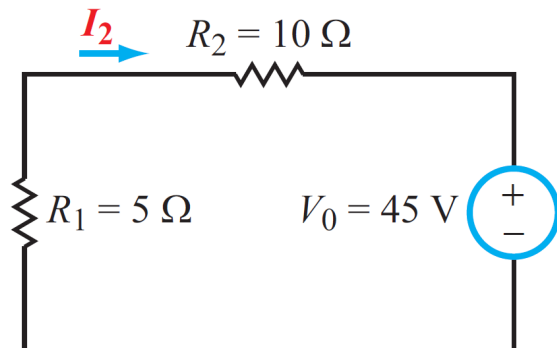 I₂
R₂ = 10 Ω
R₁ = 5 Ω
V₀ = 45 V
+
−